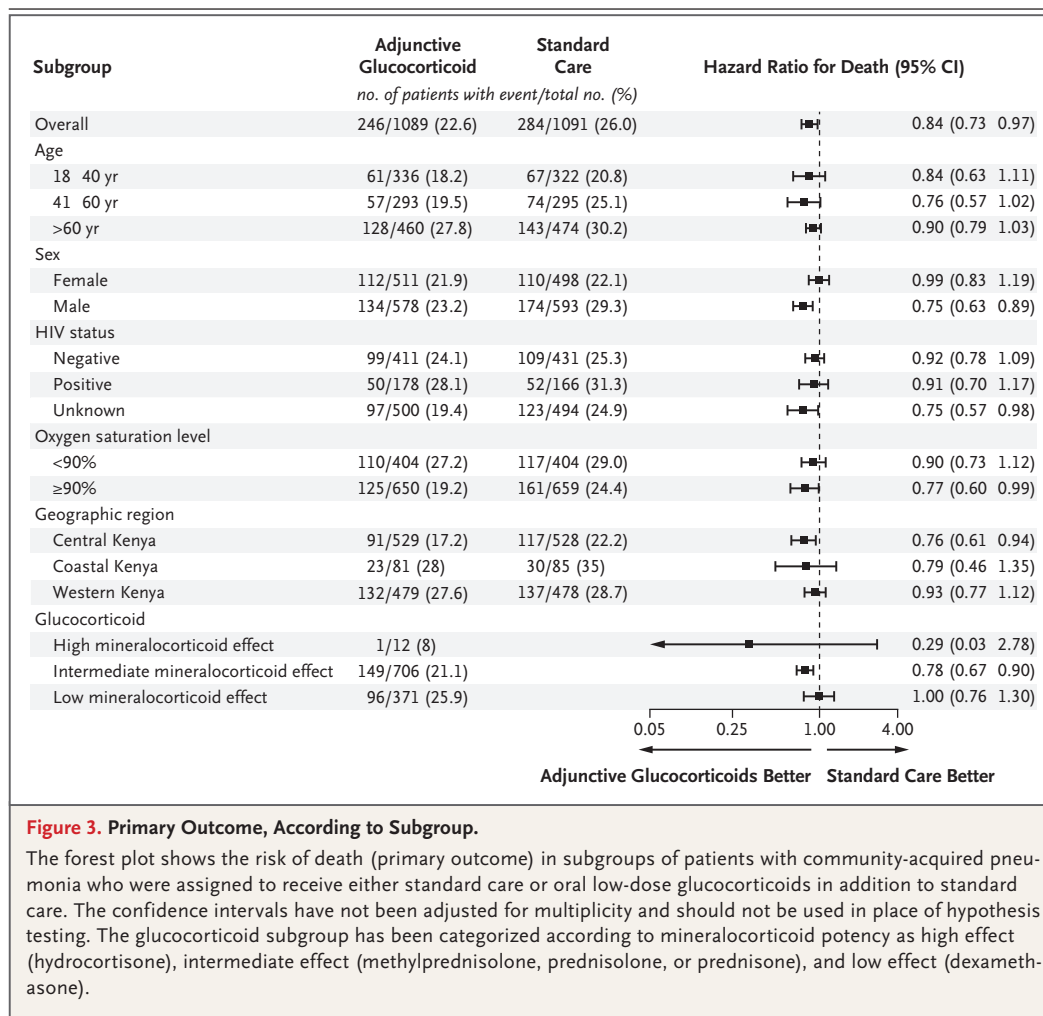 Subgroup Adjunctive Glucocorticoid Standard Care Hazard Ratio for Death (95% CI)
no. of patients with event/total no. (%)
Overall 246/1089 (22.6) 284/1091 (26.0) 0.84 (0.73 0.97)
Age
18 40 yr 61/336 (18.2) 67/322 (20.8) 0.84 (0.63 1.11)
41 60 yr 57/293 (19.5) 74/295 (25.1) 0.76 (0.57 1.02)
>60 yr 128/460 (27.8) 143/474 (30.2) 0.90 (0.79 1.03)
Sex
Female 112/511 (21.9) 110/498 (22.1) 0.99 (0.83 1.19)
Male 134/578 (23.2) 174/593 (29.3) 0.75 (0.63 0.89)
HIV status
Negative 99/411 (24.1) 109/431 (25.3) 0.92 (0.78 1.09)
Positive 50/178 (28.1) 52/166 (31.3) 0.91 (0.70 1.17)
Unknown 97/500 (19.4) 123/494 (24.9) 0.75 (0.57 0.98)
Oxygen saturation level
<90% 110/404 (27.2) 117/404 (29.0) 0.90 (0.73 1.12)
≥90% 125/650 (19.2) 161/659 (24.4) 0.77 (0.60 0.99)
Geographic region
Central Kenya 91/529 (17.2) 117/528 (22.2) 0.76 (0.61 0.94)
Coastal Kenya 23/81 (28) 30/85 (35) 0.79 (0.46 1.35)
Western Kenya 132/479 (27.6) 137/478 (28.7) 0.93 (0.77 1.12)
Glucocorticoid
High mineralocorticoid effect 1/12 (8) 0.29 (0.03 2.78)
Intermediate mineralocorticoid effect 149/706 (21.1) 0.78 (0.67 0.90)
Low mineralocorticoid effect 96/371 (25.9) 1.00 (0.76 1.30)
0.05 0.25 1.00 4.00
Adjunctive Glucocorticoids Better Standard Care Better
Figure 3. Primary Outcome, According to Subgroup.
The forest plot shows the risk of death (primary outcome) in subgroups of patients with community-acquired pneu-
monia who were assigned to receive either standard care or oral low-dose glucocorticoids in addition to standard
care. The confidence intervals have not been adjusted for multiplicity and should not be used in place of hypothesis
testing. The glucocorticoid subgroup has been categorized according to mineralocorticoid potency as high effect
(hydrocortisone), intermediate effect (methylprednisolone, prednisolone, or prednisone), and low effect (dexameth-
asone).